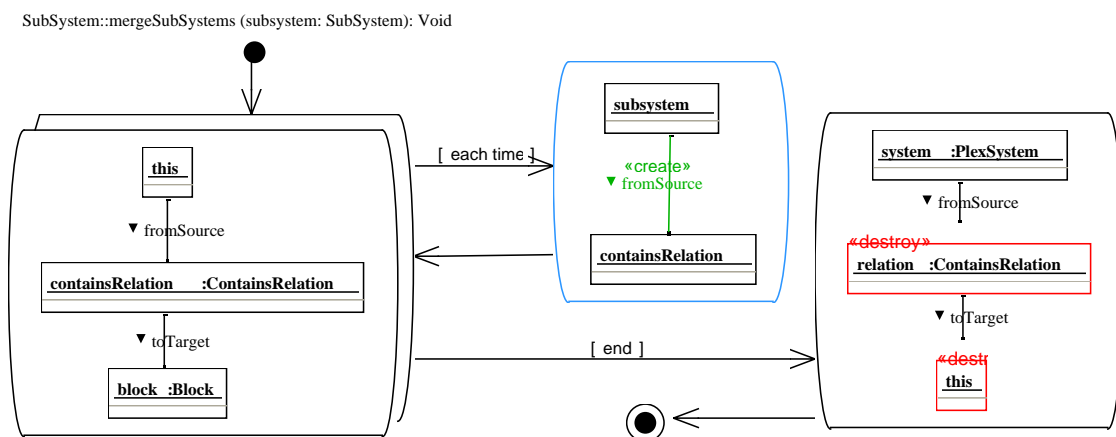 SubSystem::mergeSubSystems (subsystem: SubSystem): Void
this
▼ fromSource
containsRelation :ContainsRelation
▼ toTarget
block :Block
[ each time ]
subsystem
«create»
▼ fromSource
containsRelation
[ end ]
system :PlexSystem
▼ fromSource
«destroy»
relation :ContainsRelation
▼ toTarget
«destr
this